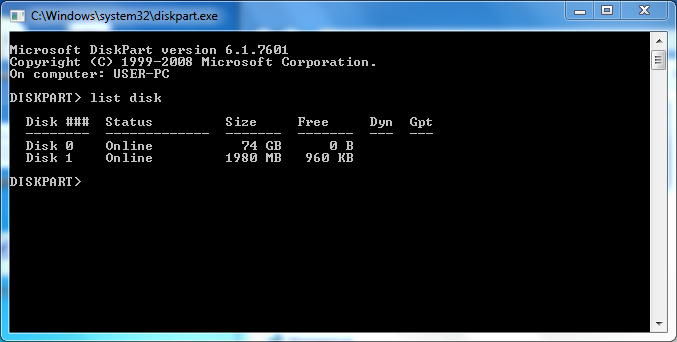 C:\Windows\system32\diskpart.exe
Microsoft DiskPart version 6.1.7601
Copyright (C) 1999-2008 Microsoft Corporation.
On computer: USER-PC
DISKPART> list disk
  Disk ###  Status         Size     Free     Dyn  Gpt
  --------  -------------  -------  -------  ---  ---
  Disk 0    Online           74 GB      0 B
  Disk 1    Online         1980 MB   960 KB
DISKPART>